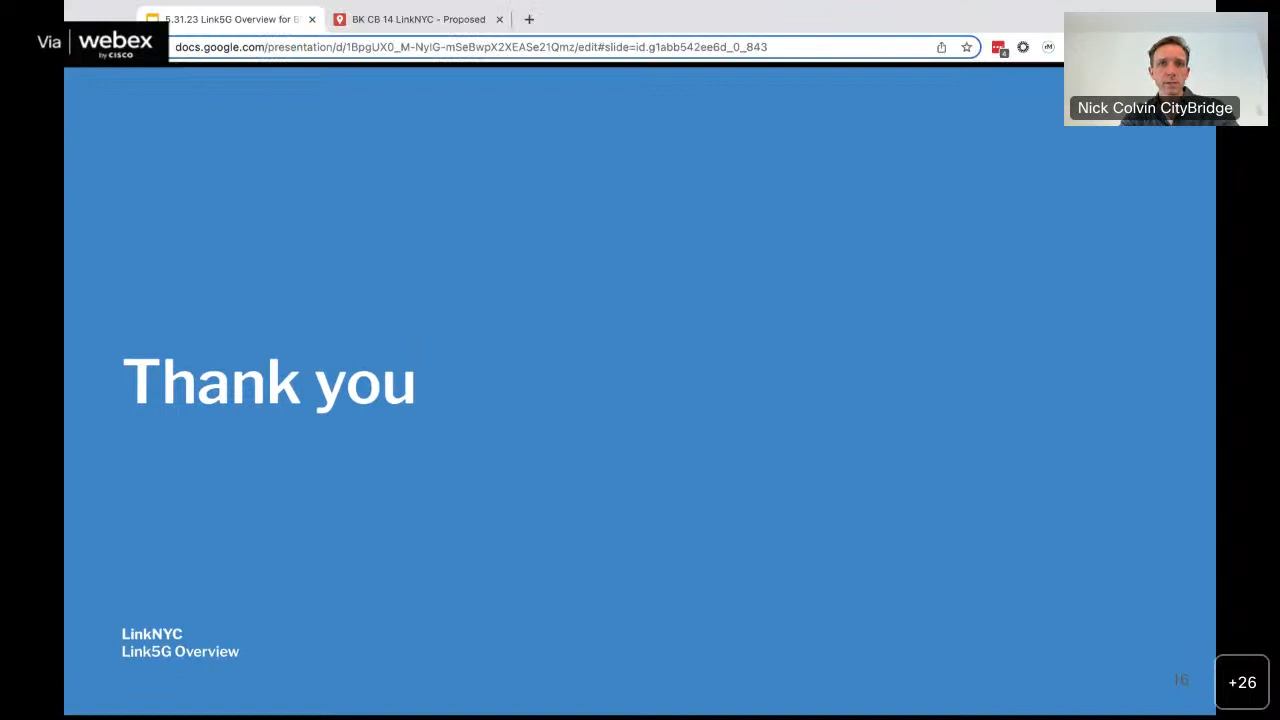 5.31.23 Link5G Overview for B
BK CB 14 LinkNYC - Proposed
Via webex
by CISCO
docs.google.com/presentation/d/1BpgUX0_M-NyIG-mSeBwpX2XEASe21Qmz/edit#slide=id.g1abb542ee6d_0_843
4
Nick Colvin CityBridge
Thank you
LinkNYC
Link5G Overview
16
+26